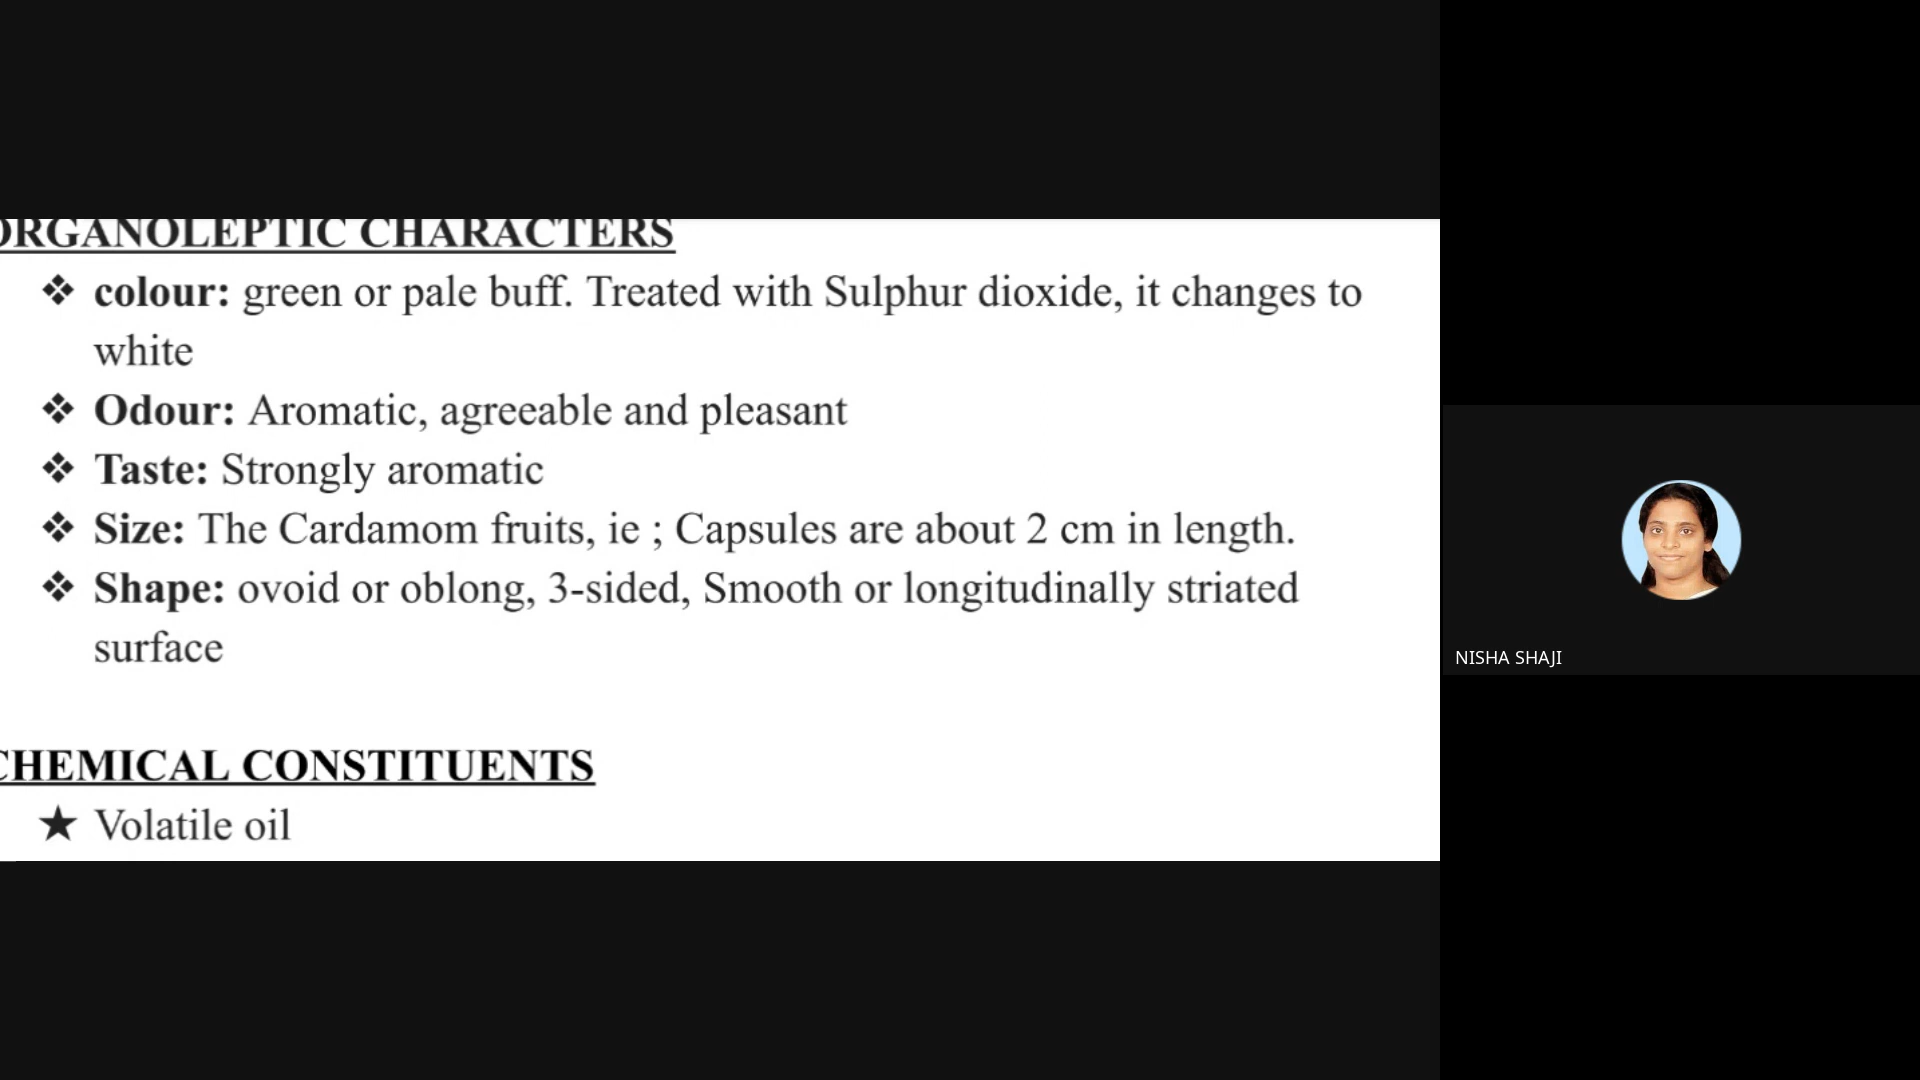 ORGANOLEPTIC CHARACTERS
❖ colour: green or pale buff. Treated with Sulphur dioxide, it changes to
white
❖ Odour: Aromatic, agreeable and pleasant
❖ Taste: Strongly aromatic
❖ Size: The Cardamom fruits, ie ; Capsules are about 2 cm in length.
❖ Shape: ovoid or oblong, 3-sided, Smooth or longitudinally striated
surface
CHEMICAL CONSTITUENTS
★ Volatile oil
NISHA SHAJI